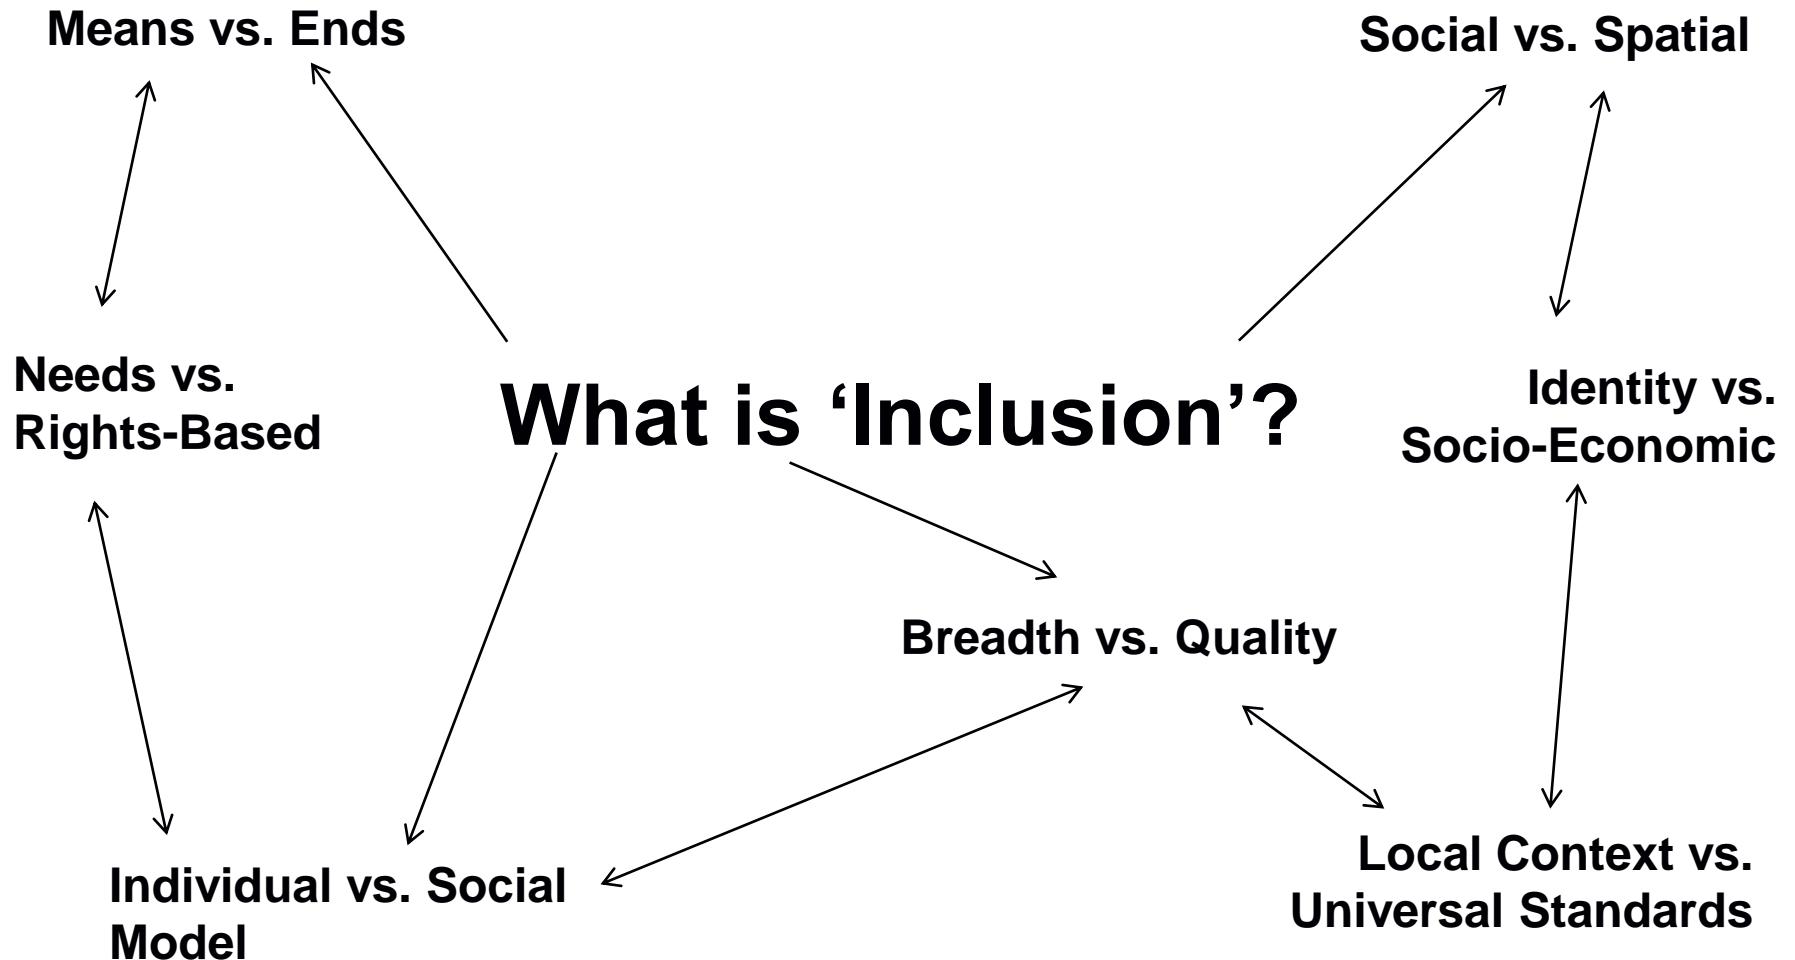 Means vs. Ends
Social vs. Spatial
Needs vs.
Rights-Based
What is ‘Inclusion’?
Identity vs.
Socio-Economic
Breadth vs. Quality
Individual vs. Social
Model
Local Context vs.
Universal Standards